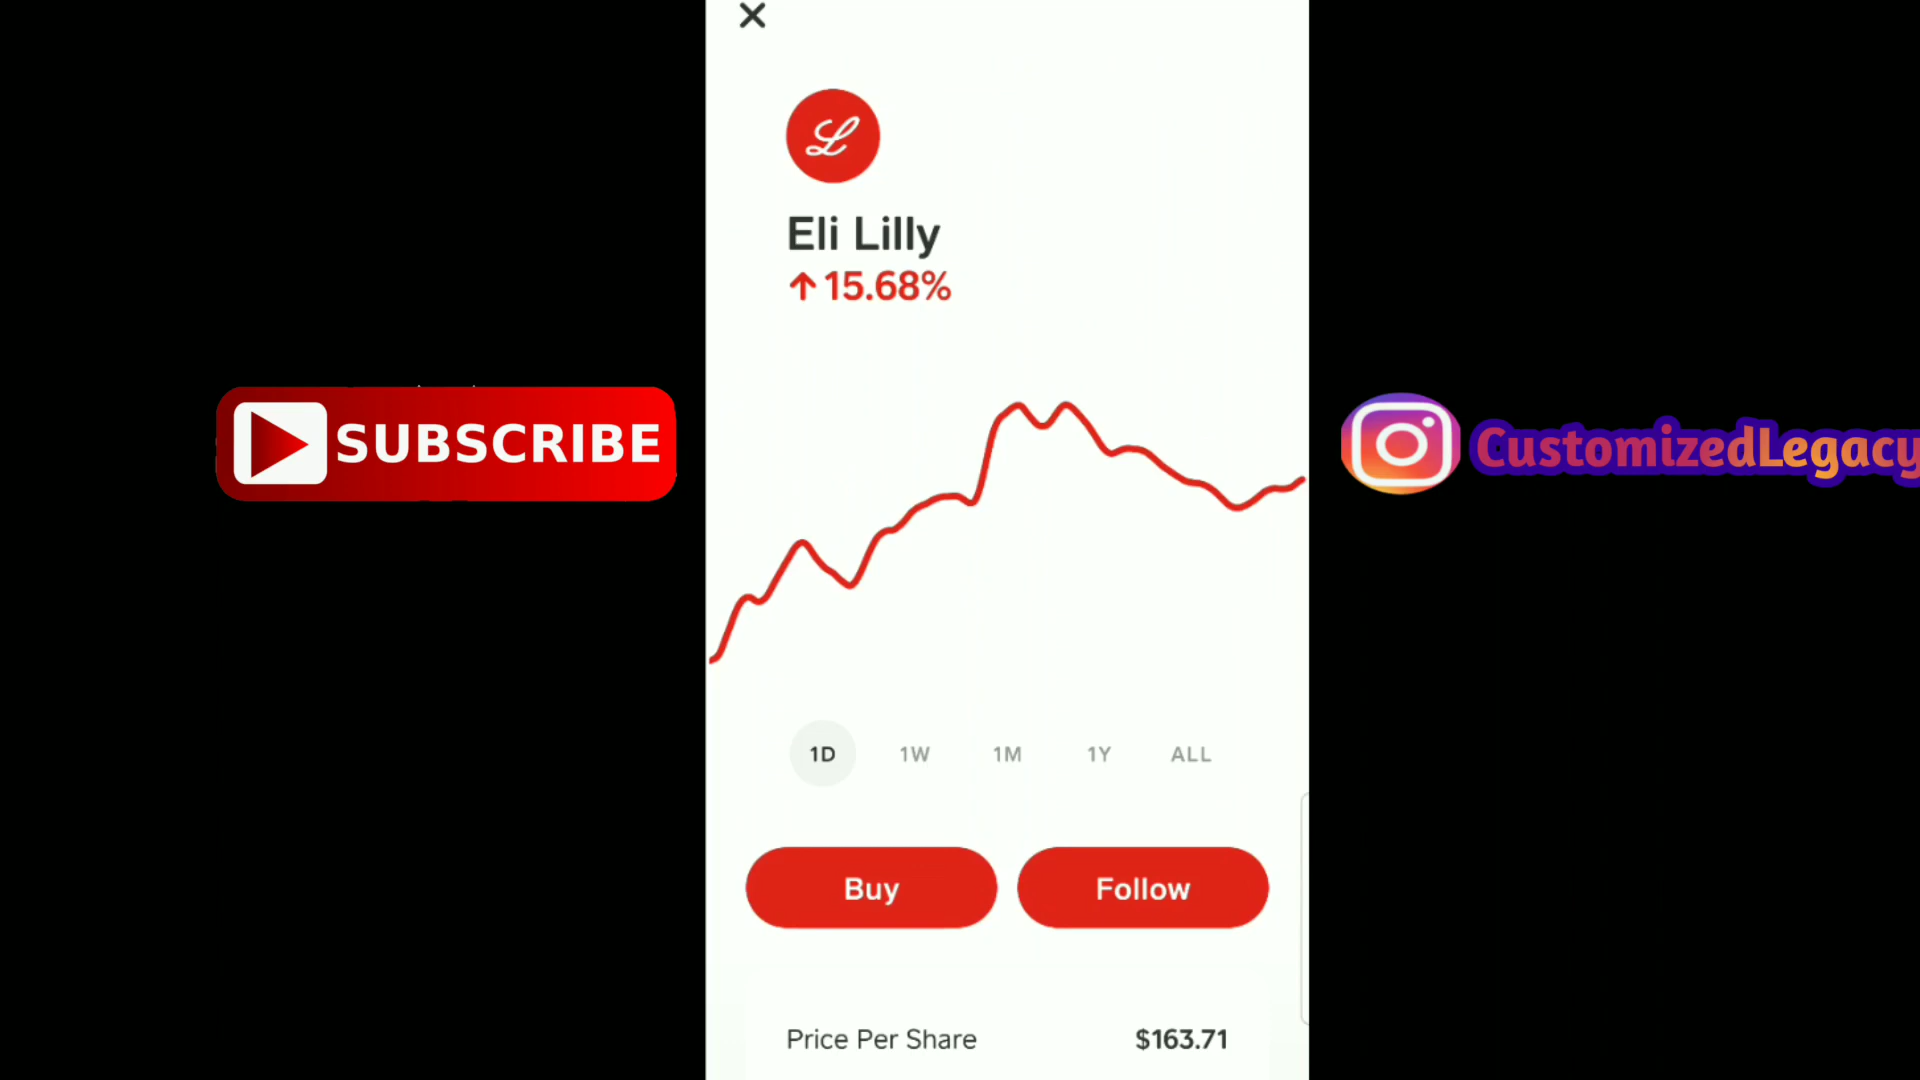 Eli Lilly
↑15.68%
SUBSCRIBE
CustomizedLegacy
1D 1W 1M 1Y ALL
Buy Follow
Price Per Share $163.71